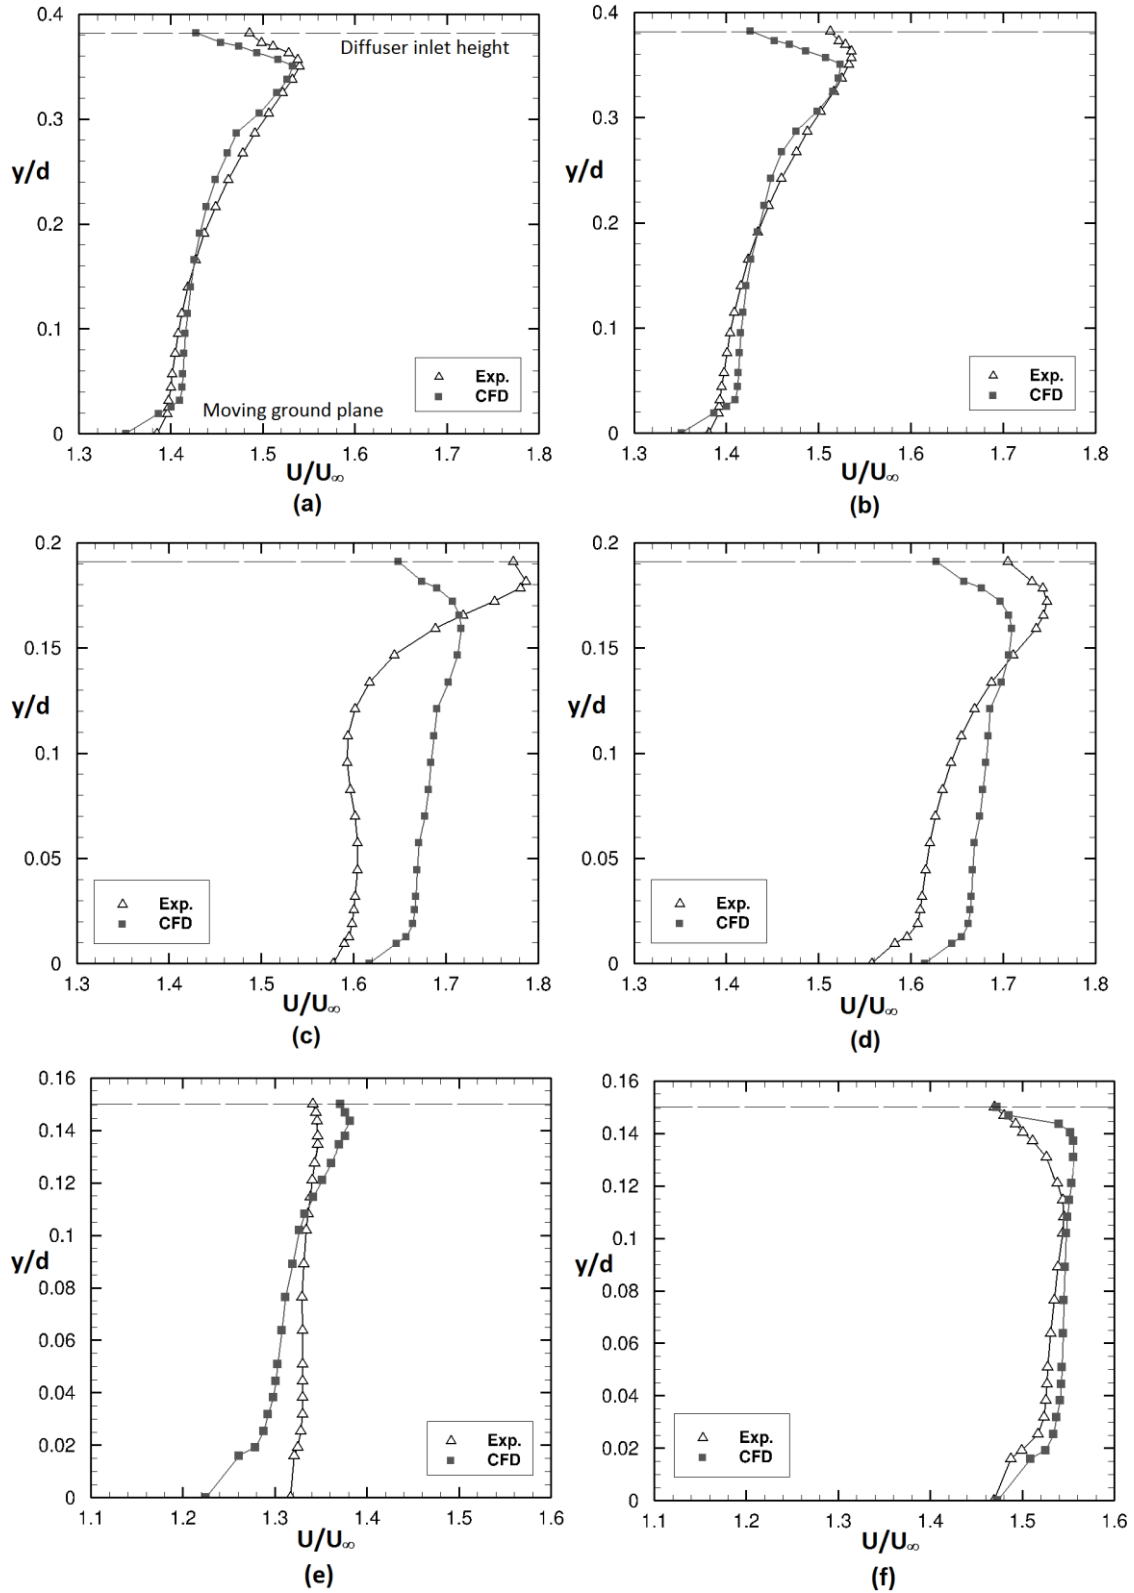 0.4
Diffuser inlet height
0.3
y/d
0.2
0.1
Exp.
CFD
Moving ground plane
0
1.3 1.4 1.5 1.6 1.7 1.8
U/U∞
(a)
0.4
0.3
y/d
0.2
0.1
Exp.
CFD
0
1.3 1.4 1.5 1.6 1.7 1.8
U/U∞
(b)
0.2
0.15
y/d
0.1
0.05
Exp.
CFD
0
1.3 1.4 1.5 1.6 1.7 1.8
U/U∞
(c)
0.2
0.15
y/d
0.1
0.05
Exp.
CFD
0
1.3 1.4 1.5 1.6 1.7 1.8
U/U∞
(d)
0.16
0.14
0.12
0.1
y/d
0.08
0.06
0.04
Exp.
0.02
CFD
0
1.1 1.2 1.3 1.4 1.5 1.6
U/U∞
(e)
0.16
0.14
0.12
0.1
y/d
0.08
0.06
0.04
Exp.
0.02
CFD
0
1.1 1.2 1.3 1.4 1.5 1.6
U/U∞
(f)